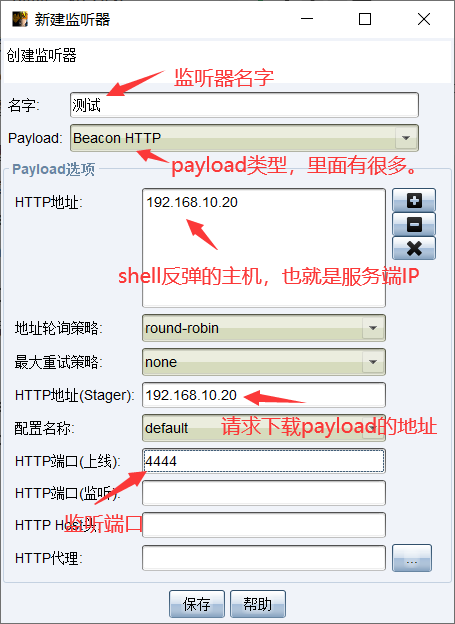 新建监听器
创建监听器
监听器名字
名字: 测试
Payload: Beacon HTTP
payload类型，里面有很多。
Payload选项
HTTP地址: 192.168.10.20
shell反弹的主机，也就是服务端IP
地址轮询策略: round-robin
最大重试策略: none
HTTP地址(Stager): 192.168.10.20
请求下载payload的地址
配置名称: default
HTTP端口(上线): 4444
HTTP端口(监听):
监听端口
HTTP Host头:
HTTP代理: ...
保存 帮助